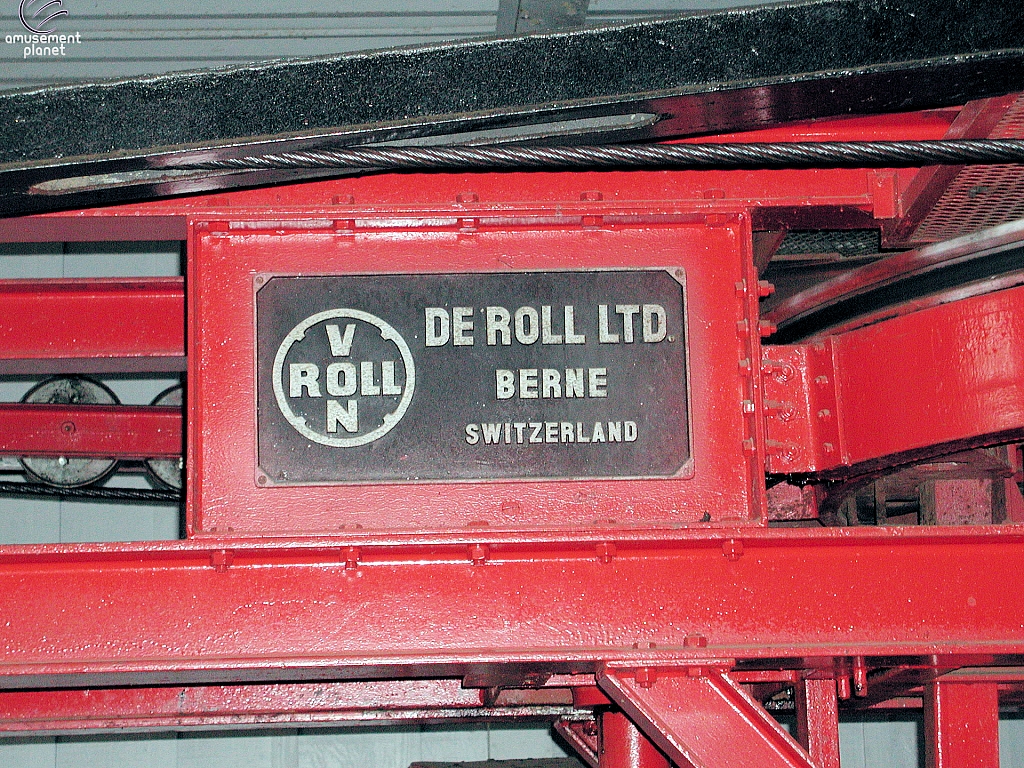 amusement
planet
V
ROLL
N
DE ROLL LTD.
BERNE
SWITZERLAND